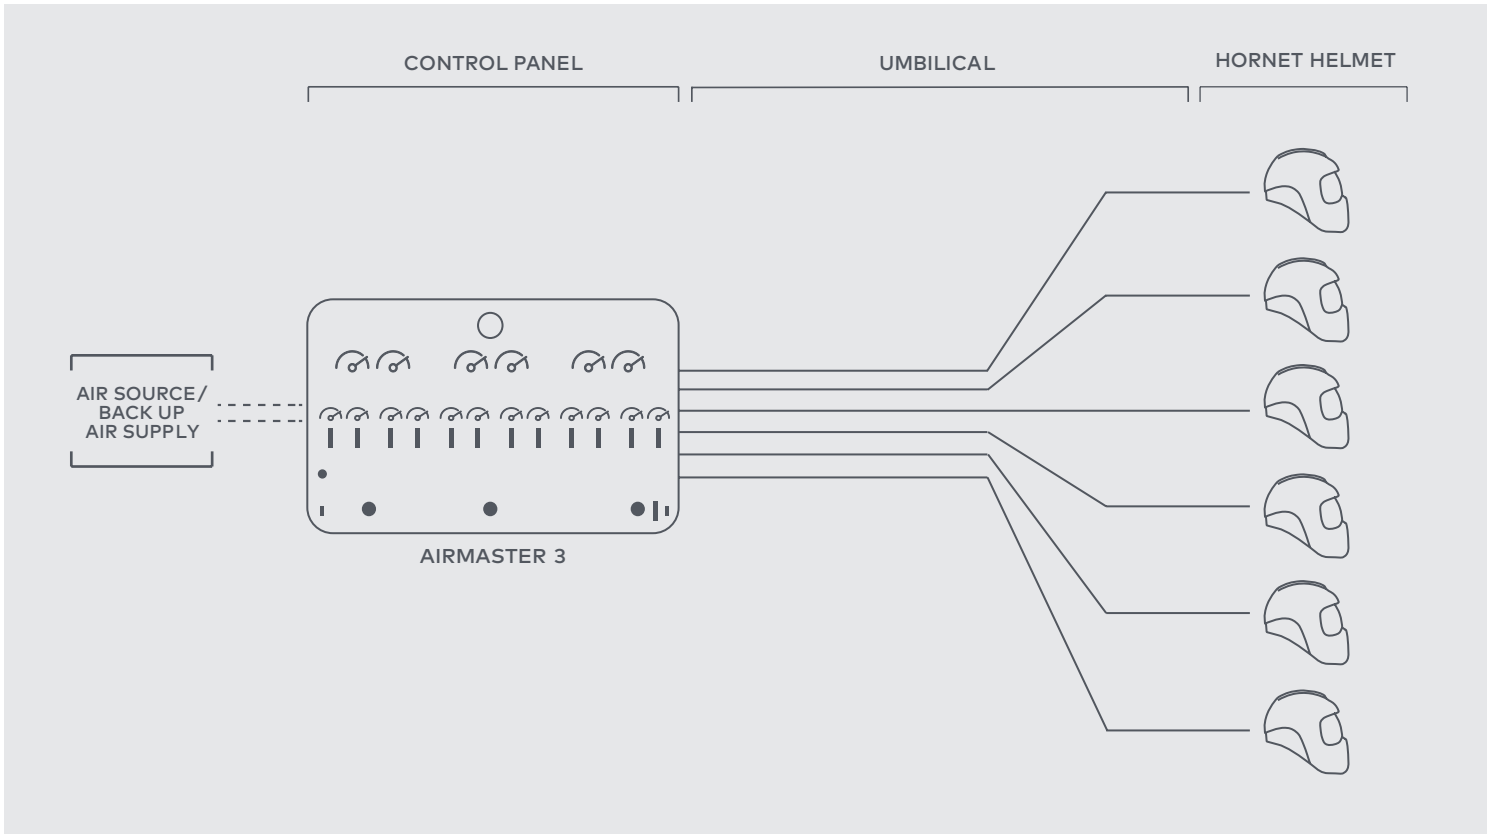 CONTROL PANEL
UMBILICAL
HORNET HELMET
AIR SOURCE/
BACK UP
AIR SUPPLY
AIRMASTER 3